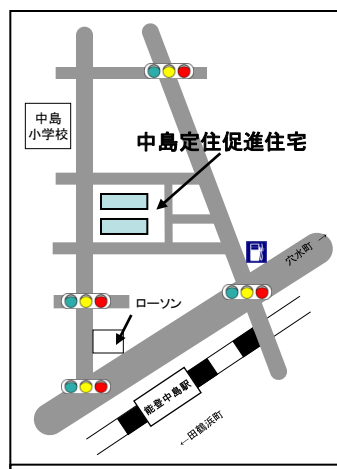 中島
小学校
中島定住促進住宅
穴水町→
ローソン
能登中島駅
←田鶴浜町